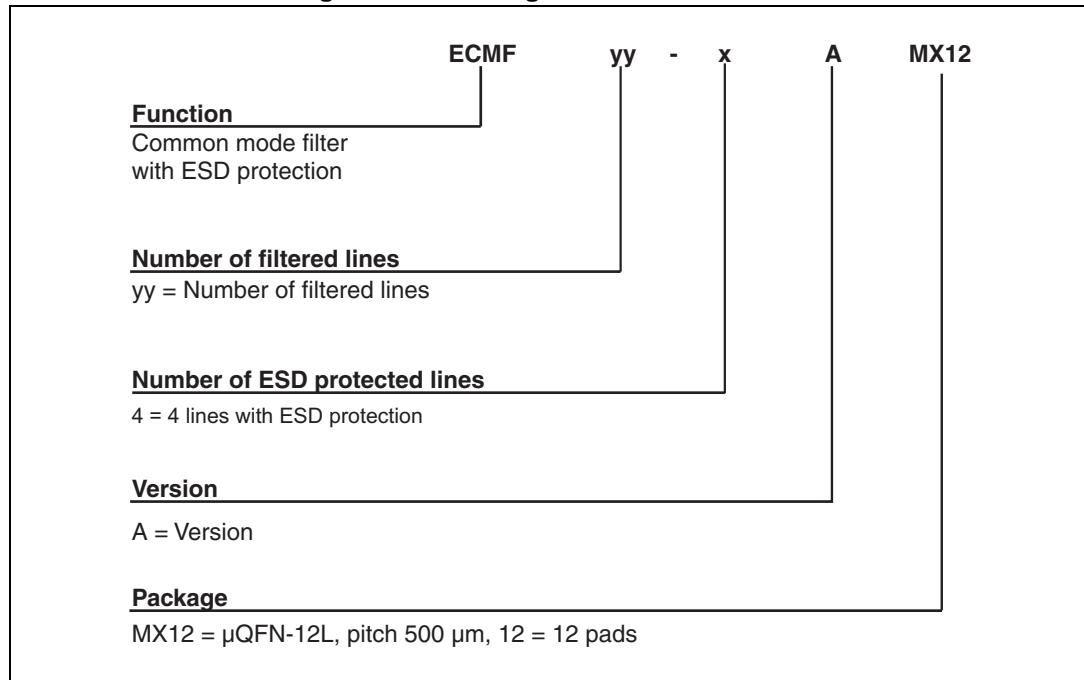 ECMF yy - x A MX12
Function
Common mode filter
with ESD protection
Number of filtered lines
yy = Number of filtered lines
Number of ESD protected lines
4 = 4 lines with ESD protection
Version
A = Version
Package
MX12 = µQFN-12L, pitch 500 µm, 12 = 12 pads